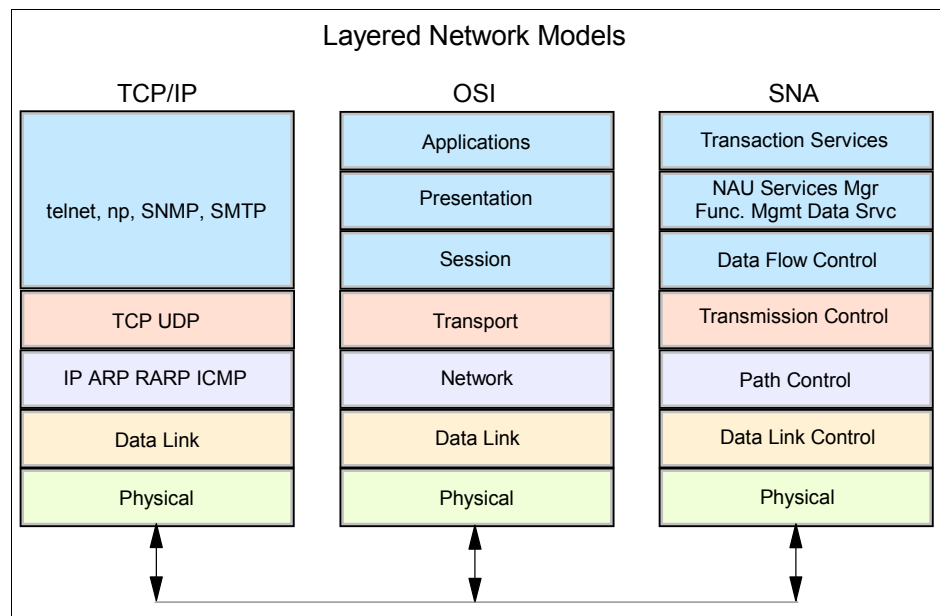 Layered Network Models
TCP/IP
telnet, np, SNMP, SMTP
TCP UDP
IP ARP RARP ICMP
Data Link
Physical
OSI
Applications
Presentation
Session
Transport
Network
Data Link
Physical
SNA
Transaction Services
NAU Services Mgr
Func. Mgmt Data Srvc
Data Flow Control
Transmission Control
Path Control
Data Link Control
Physical